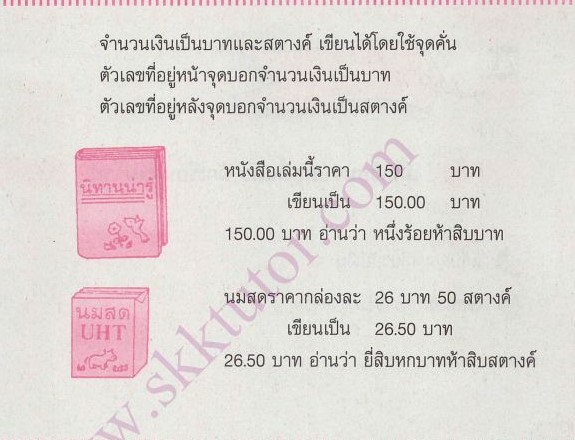 จำนวนเงินเป็นบาทและสตางค์ เขียนได้โดยใช้จุดคั่น
ตัวเลขที่อยู่หน้าจุดบอกจำนวนเงินเป็นบาท
ตัวเลขที่อยู่หลังจุดบอกจำนวนเงินเป็นสตางค์
นิทานน่ารู้
หนังสือเล่มนี้ราคา 150 บาท
เขียนเป็น 150.00 บาท
150.00 บาท อ่านว่า หนึ่งร้อยห้าสิบบาท
นมสด
UHT
นมสดราคากล่องละ 26 บาท 50 สตางค์
เขียนเป็น 26.50 บาท
26.50 บาท อ่านว่า ยี่สิบหกบาทห้าสิบสตางค์
www.skktutor.com